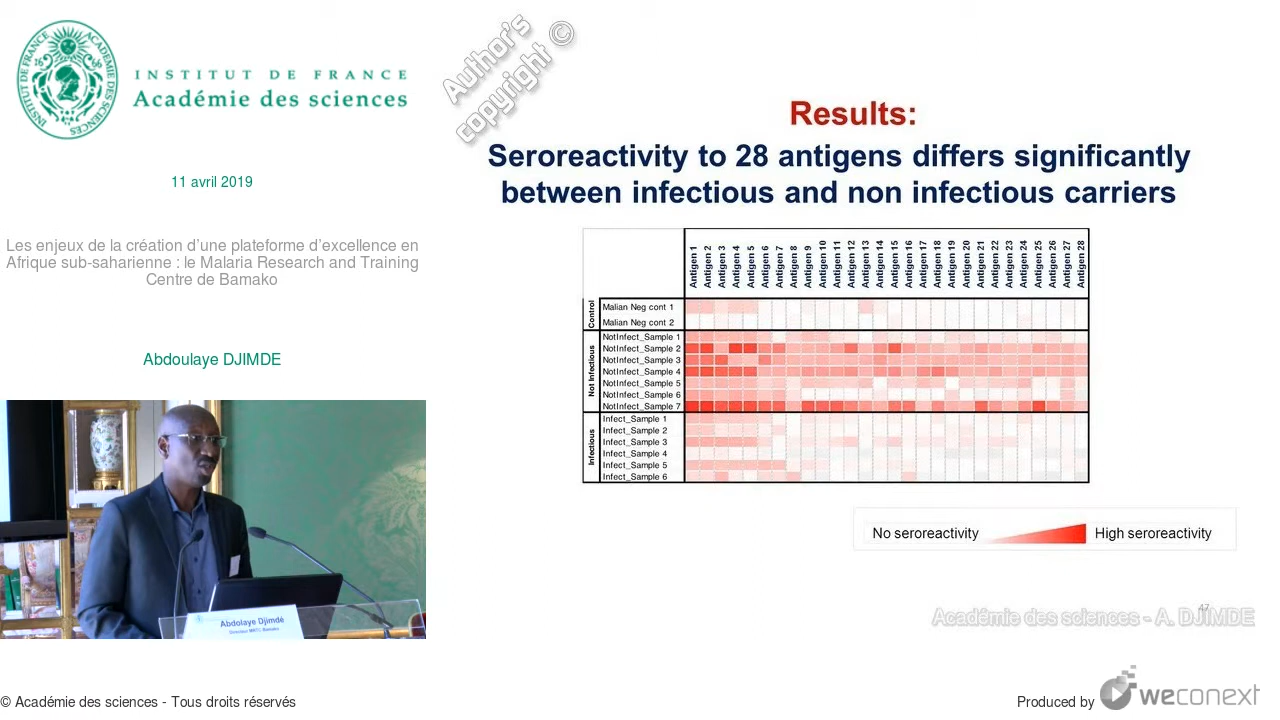 INSTITUT DE FRANCE
Académie des sciences
11 avril 2019
Les enjeux de la création d'une plateforme d'excellence en
Afrique sub-saharienne : le Malaria Research and Training
Centre de Bamako
Abdoulaye DJIMDE
Abdolaye Djimdé
Directeur MRTC Bamako
Author's
copyright ©
Results:
Seroreactivity to 28 antigens differs significantly
between infectious and non infectious carriers
Antigen 1
Antigen 2
Antigen 3
Antigen 4
Antigen 5
Antigen 6
Antigen 7
Antigen 8
Antigen 9
Antigen 10
Antigen 11
Antigen 12
Antigen 13
Antigen 14
Antigen 15
Antigen 16
Antigen 17
Antigen 18
Antigen 19
Antigen 20
Antigen 21
Antigen 22
Antigen 23
Antigen 24
Antigen 25
Antigen 26
Antigen 27
Antigen 28
Control
Malian Neg cont 1
Malian Neg cont 2
Not Infectious
NotInfect_Sample 1
NotInfect_Sample 2
NotInfect_Sample 3
NotInfect_Sample 4
NotInfect_Sample 5
NotInfect_Sample 6
NotInfect_Sample 7
Infectious
Infect_Sample 1
Infect_Sample 2
Infect_Sample 3
Infect_Sample 4
Infect_Sample 5
Infect_Sample 6
No seroreactivity
High seroreactivity
47
Académie des sciences - A. DJIMDE
© Académie des sciences - Tous droits réservés
Produced by
weconext